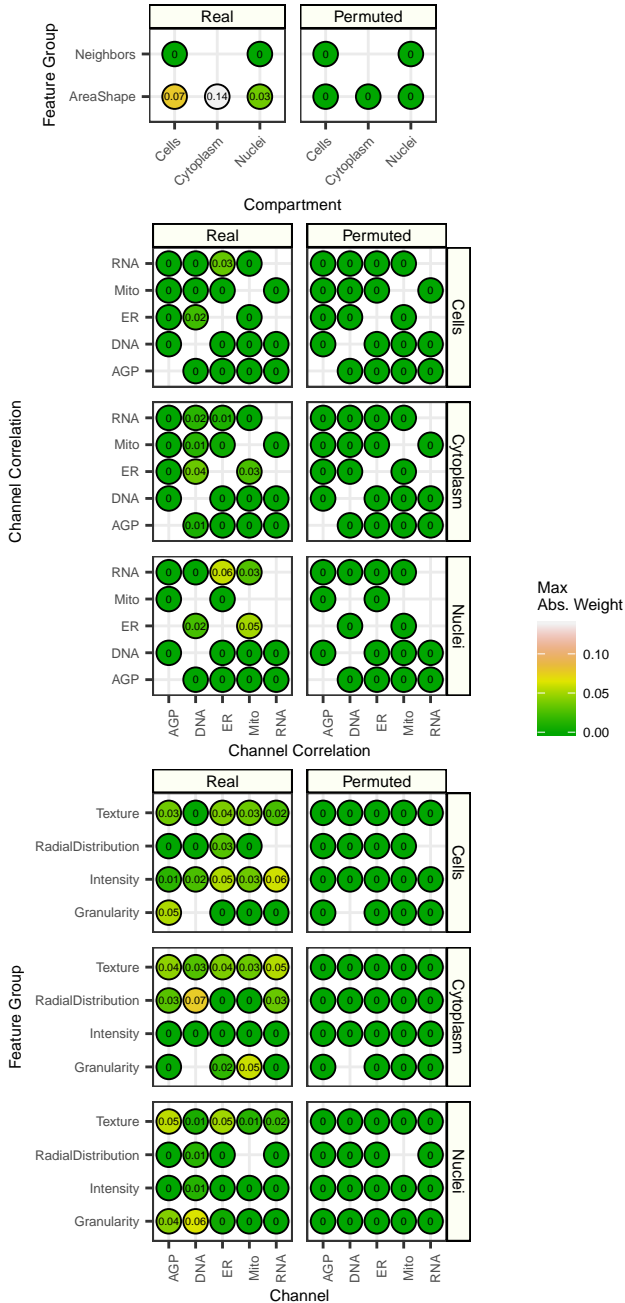 Real Permuted
Neighbors 0 0 0 0
AreaShape 0.07 0.14 0.03 0 0 0
Feature Group
Cells Cytoplasm Nuclei Cells Cytoplasm Nuclei
Compartment
Real Permuted
RNA 0 0 0.03 0 0 0 0 0
Mito 0 0 0 0 0 0 0 0
ER 0 0.02 0 0 0 0
DNA 0 0 0 0 0 0 0 0
AGP 0 0 0 0 0 0 0 0
Cells
RNA 0 0.02 0.01 0 0 0 0 0
Mito 0 0.01 0 0 0 0 0 0
ER 0 0.04 0.03 0 0 0
DNA 0 0 0 0 0 0 0 0
AGP 0.01 0 0 0 0 0 0 0
Cytoplasm
Channel Correlation
RNA 0 0 0.06 0.03 0 0 0 0
Mito 0 0 0 0
ER 0.02 0.05 0 0
DNA 0 0 0 0 0 0 0 0
AGP 0 0 0 0 0 0 0 0
Nuclei
AGP DNA ER Mito RNA AGP DNA ER Mito RNA
Channel Correlation
Max
Abs. Weight
0.10
0.05
0.00
Real Permuted
Texture 0.03 0 0.04 0.03 0.02 0 0 0 0 0
RadialDistribution 0 0 0.03 0 0 0 0 0
Intensity 0.01 0.02 0.05 0.03 0.06 0 0 0 0 0
Granularity 0.05 0 0 0 0 0 0 0
Cells
Texture 0.04 0.03 0.04 0.03 0.05 0 0 0 0 0
RadialDistribution 0.03 0.07 0 0 0.03 0 0 0 0 0
Intensity 0 0 0 0 0 0 0 0 0 0
Granularity 0 0.02 0.05 0 0 0 0 0
Cytoplasm
Feature Group
Texture 0.05 0.01 0.05 0.01 0.02 0 0 0 0 0
RadialDistribution 0 0.01 0 0 0 0 0 0
Intensity 0 0.01 0 0 0 0 0 0 0 0
Granularity 0.04 0.06 0 0 0 0 0 0 0 0
Nuclei
AGP DNA ER Mito RNA AGP DNA ER Mito RNA
Channel